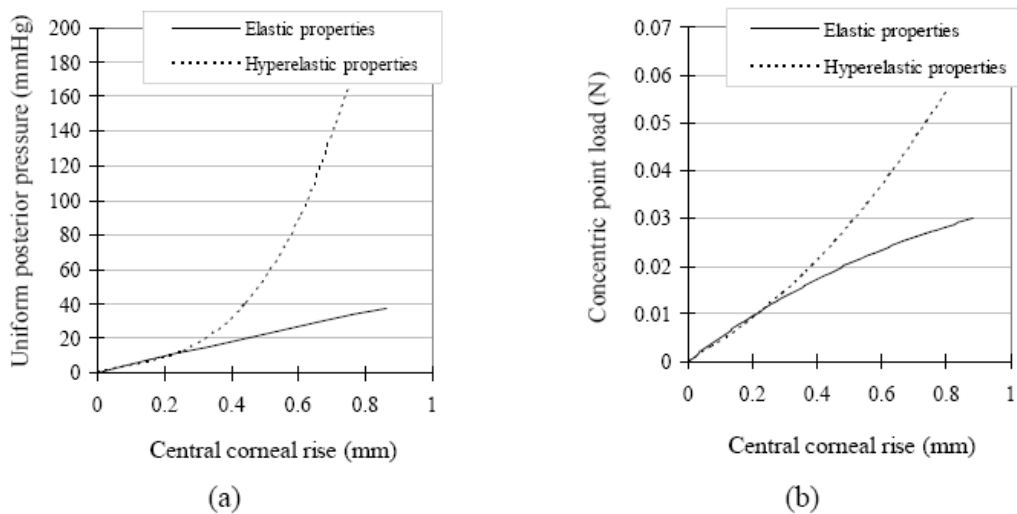 Elastic properties
Hyperelastic properties
200
180
160
140
120
100
80
60
40
20
0
0 0.2 0.4 0.6 0.8 1
Uniform posterior pressure (mmHg)
Central corneal rise (mm)
(a)
Elastic properties
Hyperelastic properties
0.07
0.06
0.05
0.04
0.03
0.02
0.01
0
0 0.2 0.4 0.6 0.8 1
Concentric point load (N)
Central corneal rise (mm)
(b)